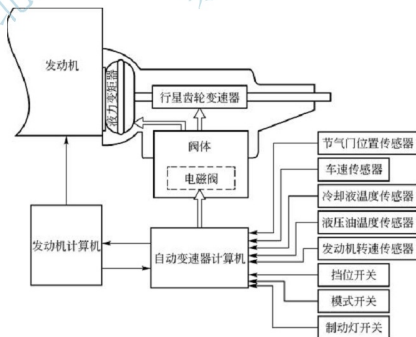 发动机
液力变矩器
行星齿轮变速器
阀体
电磁阀
发动机计算机
自动变速器计算机
节气门位置传感器
车速传感器
冷却液温度传感器
液压油温度传感器
发动机转速传感器
挡位开关
模式开关
制动灯开关